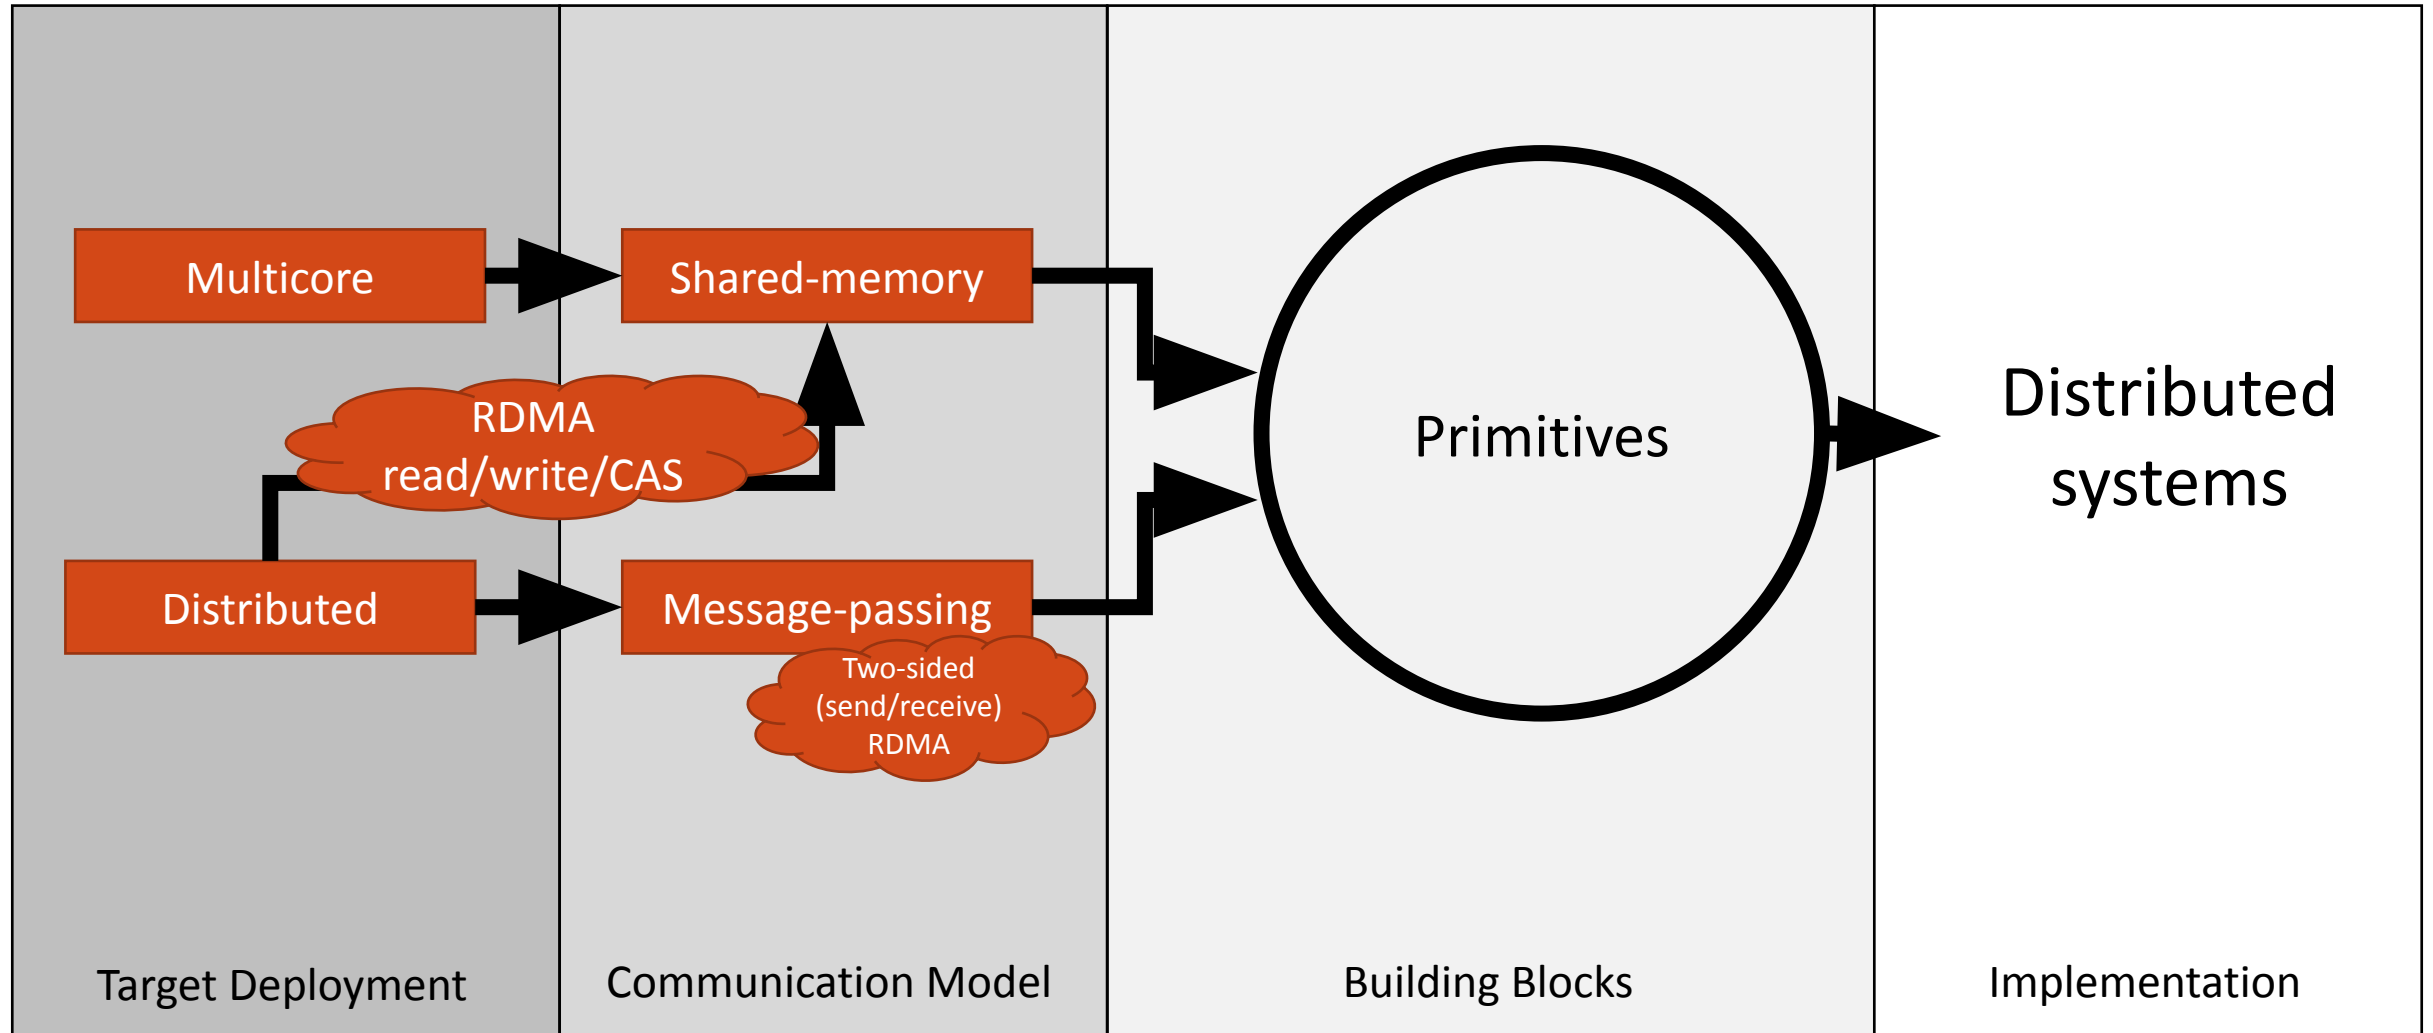 Multicore
Shared-memory
RDMA
read/write/CAS
Distributed
Message-passing
Two-sided
(send/receive)
RDMA
Primitives
Distributed
systems
Target Deployment
Communication Model
Building Blocks
Implementation